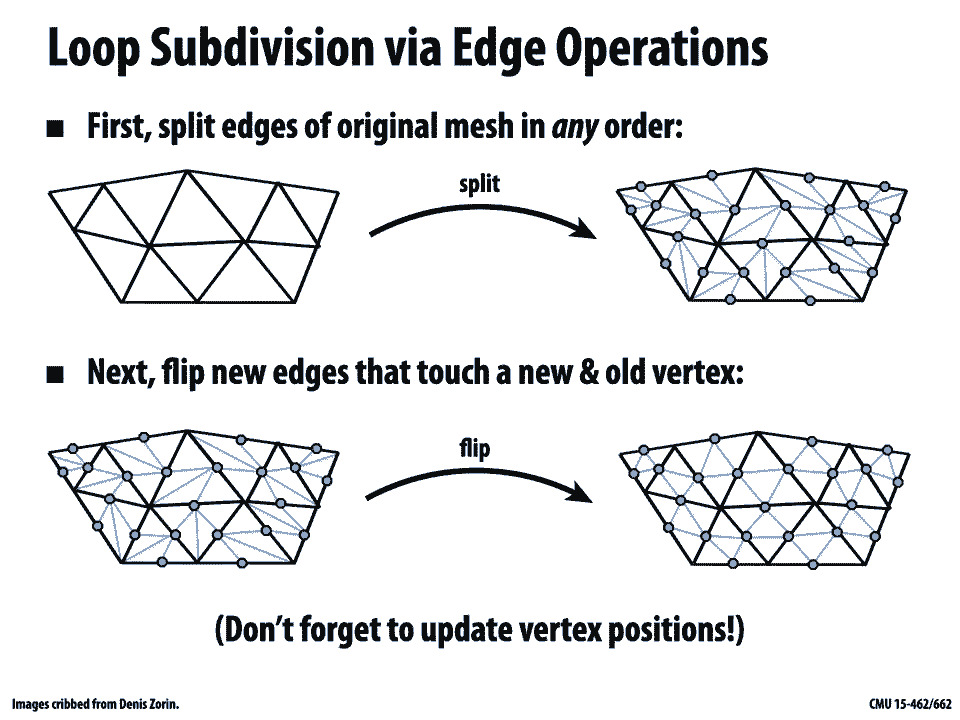 Loop Subdivision via Edge Operations
■ First, split edges of original mesh in any order:
split
■ Next, flip new edges that touch a new & old vertex:
flip
(Don't forget to update vertex positions!)
Images cribbed from Denis Zorin.
CMU 15-462/662